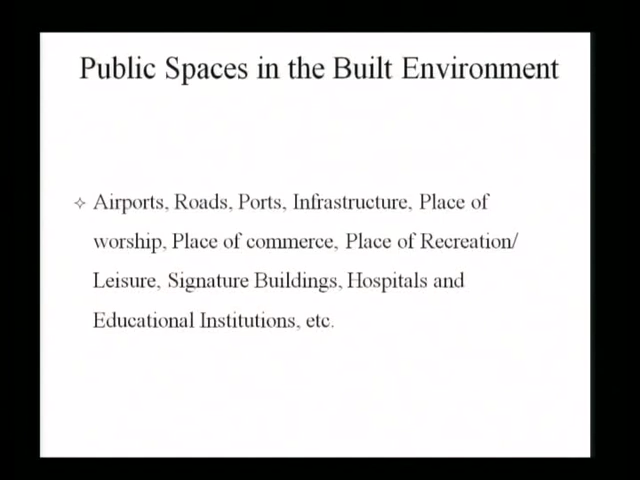 Public Spaces in the Built Environment
Airports, Roads, Ports, Infrastructure, Place of
worship, Place of commerce, Place of Recreation/
Leisure, Signature Buildings, Hospitals and
Educational Institutions, etc.